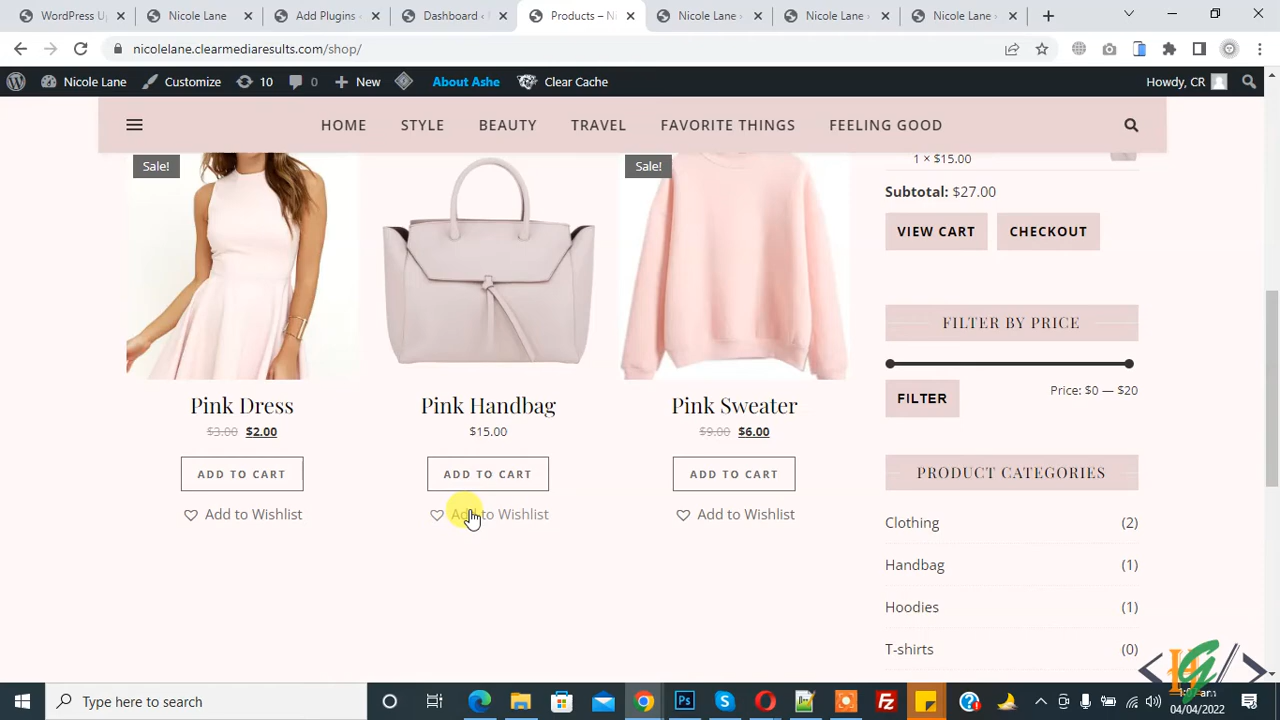 WordPress U
Nicole Lane
Add Plugins ‹
Dashboard ‹
Products – Ni
Nicole Lane ›
Nicole Lane ›
Nicole Lane ›
nicolelane.clearmediaresults.com/shop/
Nicole Lane
Customize
10
0
New
About Ashe
Clear Cache
Howdy, CR
HOME
STYLE
BEAUTY
TRAVEL
FAVORITE THINGS
FEELING GOOD
Sale!
Sale!
1 × $15.00
Subtotal: $27.00
VIEW CART
CHECKOUT
FILTER BY PRICE
FILTER
Price: $0 — $20
Pink Dress
Pink Handbag
Pink Sweater
$3.00 $2.00
$15.00
$9.00 $6.00
ADD TO CART
ADD TO CART
ADD TO CART
Add to Wishlist
Add to Wishlist
Add to Wishlist
PRODUCT CATEGORIES
Clothing (2)
Handbag (1)
Hoodies (1)
T-shirts (0)
Type here to search
04/04/2022